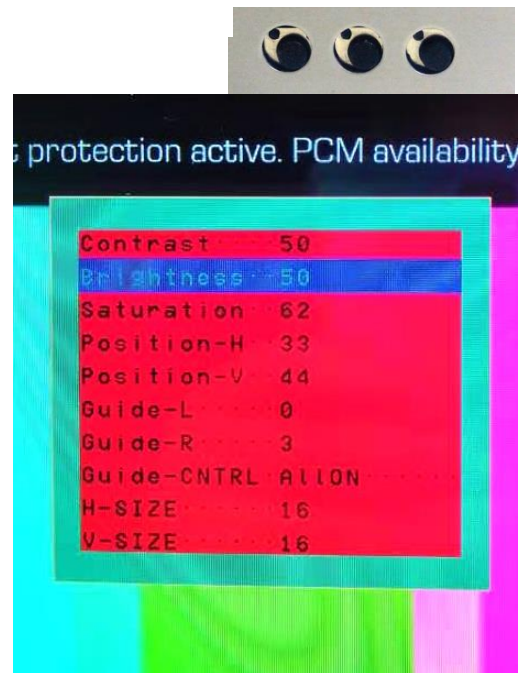 t protection active. PCM availability
Contrast 50
Brightness 50
Saturation 62
Position-H 33
Position-V 44
Guide-L 0
Guide-R 3
Guide-CNTRL AllON
H-SIZE 16
V-SIZE 16